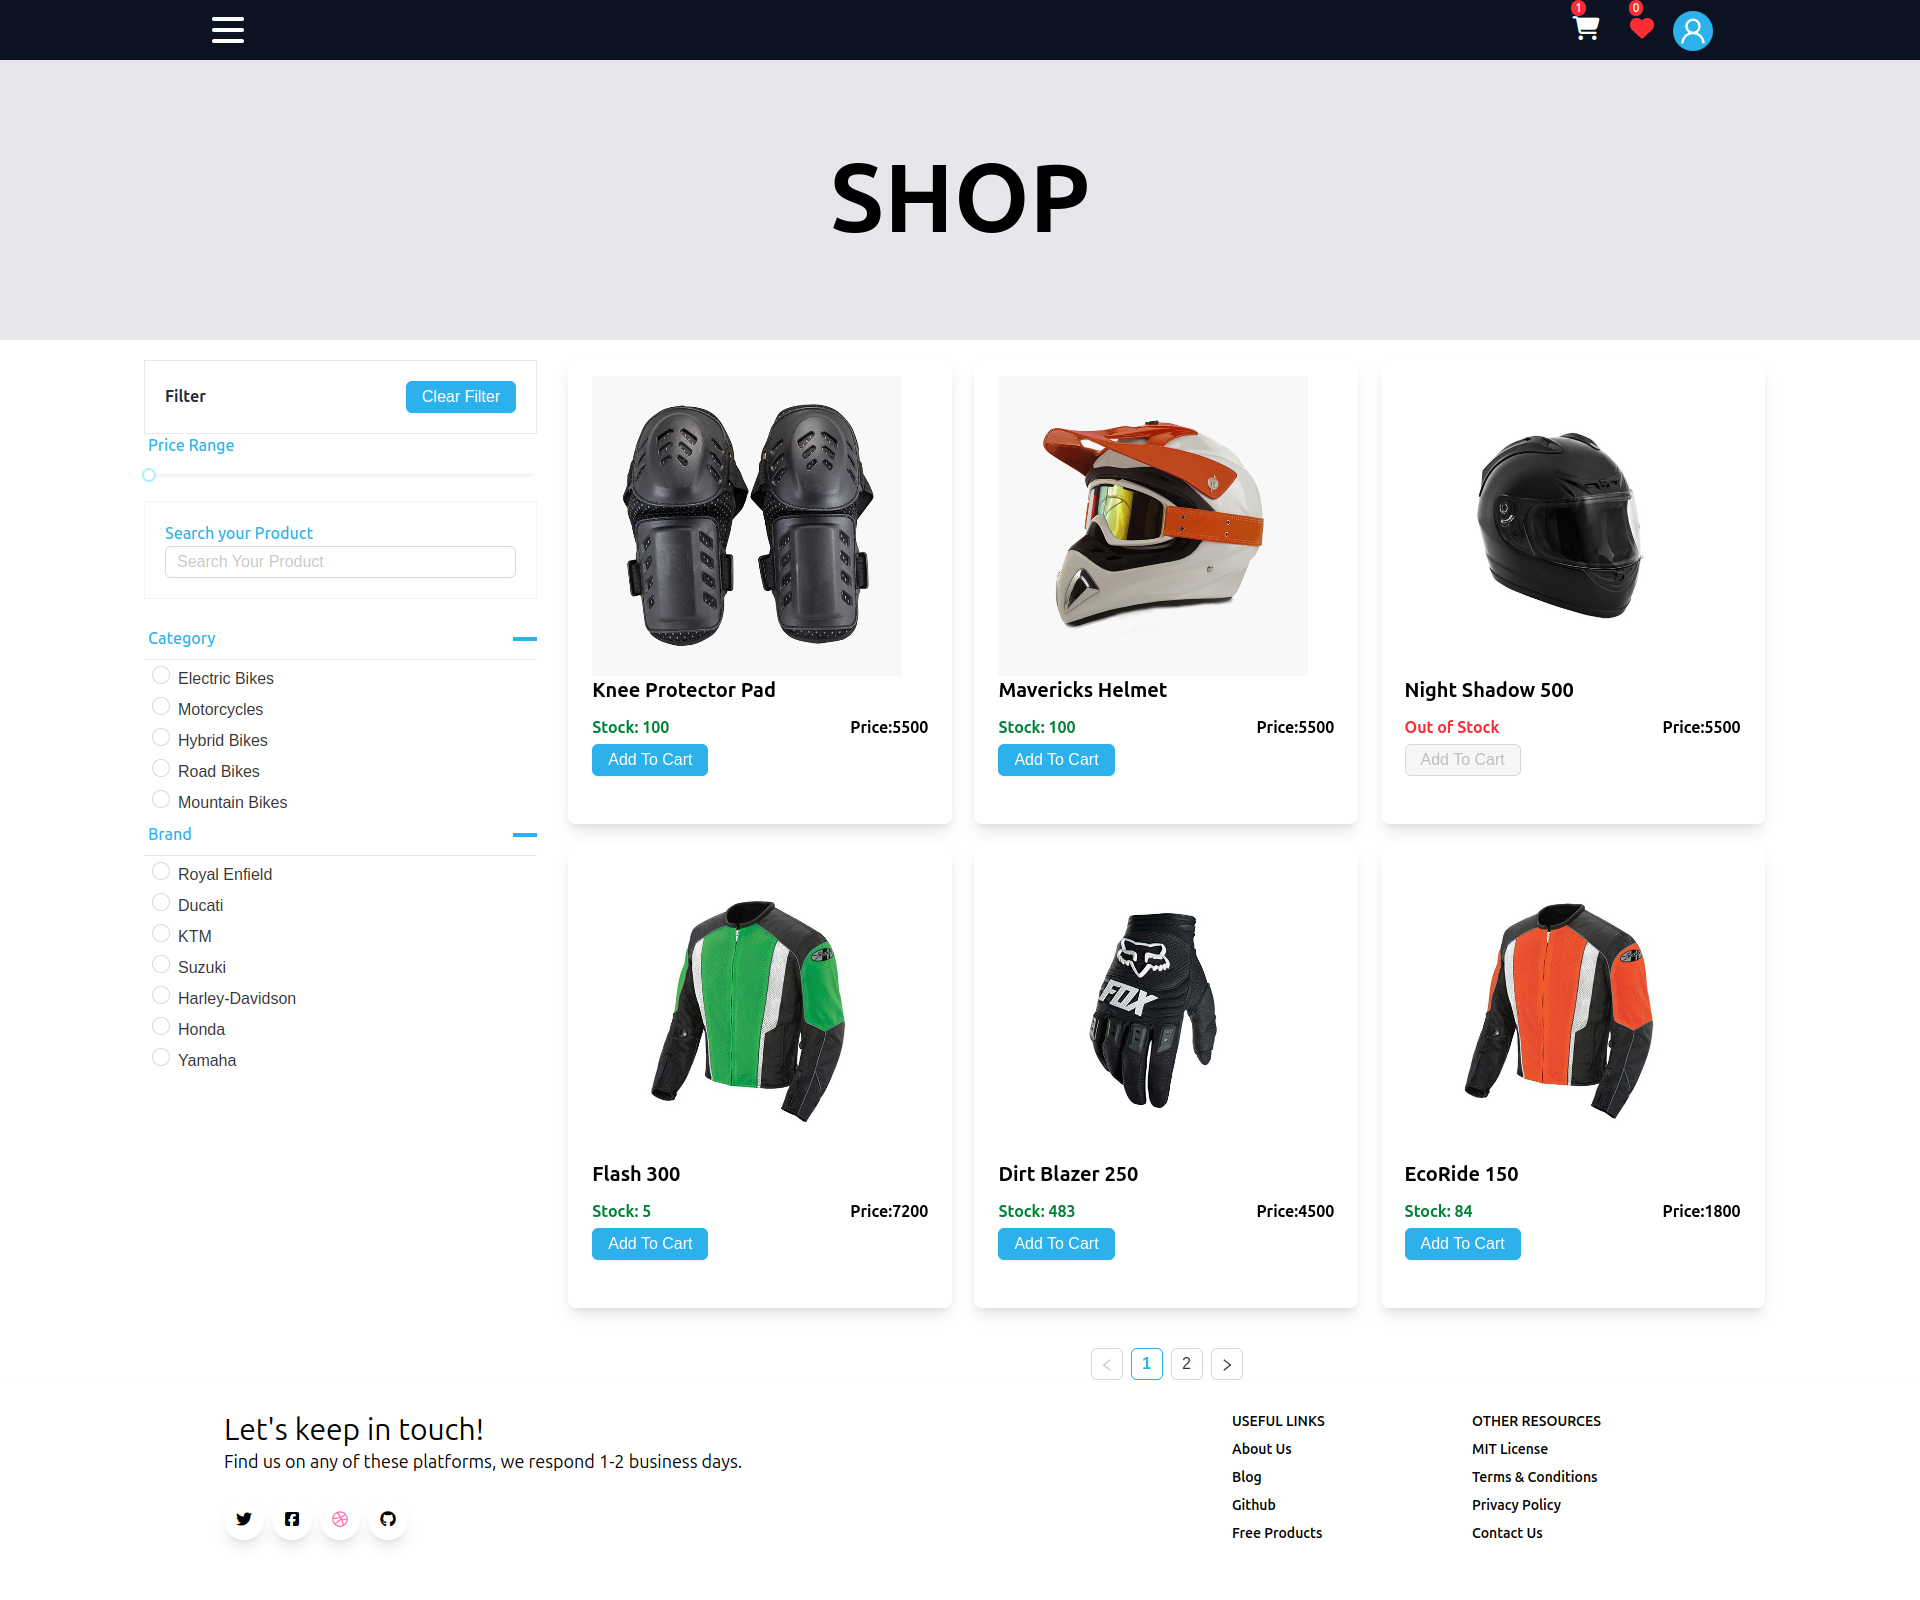 1
0
SHOP
Filter
Clear Filter
Price Range
Search your Product
Search Your Product
Category
Electric Bikes
Motorcycles
Hybrid Bikes
Road Bikes
Mountain Bikes
Brand
Royal Enfield
Ducati
KTM
Suzuki
Harley-Davidson
Honda
Yamaha
Knee Protector Pad
Stock: 100 Price:5500
Add To Cart
Mavericks Helmet
Stock: 100 Price:5500
Add To Cart
Night Shadow 500
Out of Stock Price:5500
Add To Cart
Flash 300
Stock: 5 Price:7200
Add To Cart
FOX
Dirt Blazer 250
Stock: 483 Price:4500
Add To Cart
EcoRide 150
Stock: 84 Price:1800
Add To Cart
< 1 2 >
Let's keep in touch!
Find us on any of these platforms, we respond 1-2 business days.
USEFUL LINKS
About Us
Blog
Github
Free Products
OTHER RESOURCES
MIT License
Terms & Conditions
Privacy Policy
Contact Us